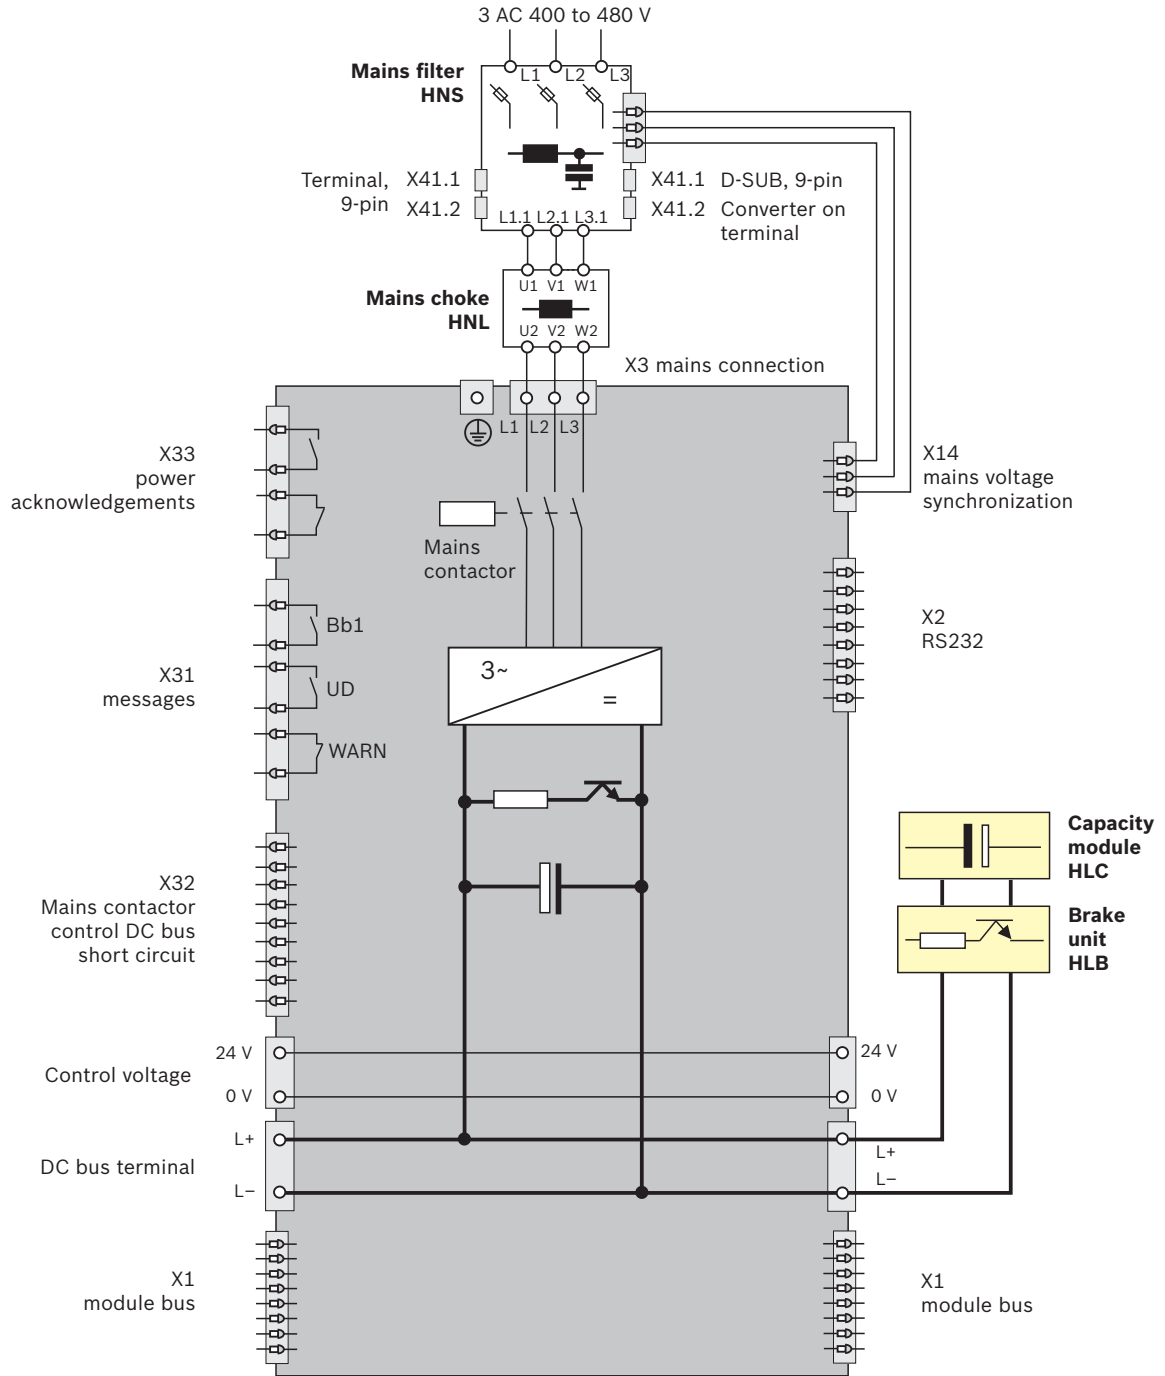 3 AC 400 to 480 V
Mains filter
HNS
L1 L2 L3
Terminal,
9-pin
X41.1
X41.2
X41.1 D-SUB, 9-pin
X41.2 Converter on
terminal
L1.1 L2.1 L3.1
Mains choke
HNL
U1 V1 W1
U2 V2 W2
X3 mains connection
L1 L2 L3
X33
power
acknowledgements
X14
mains voltage
synchronization
Mains
contactor
X31
messages
Bb1
UD
WARN
X2
RS232
3~
=
X32
Mains contactor
control DC bus
short circuit
Capacity
module
HLC
Brake
unit
HLB
Control voltage
24 V
0 V
24 V
0 V
DC bus terminal
L+
L−
L+
L−
X1
module bus
X1
module bus